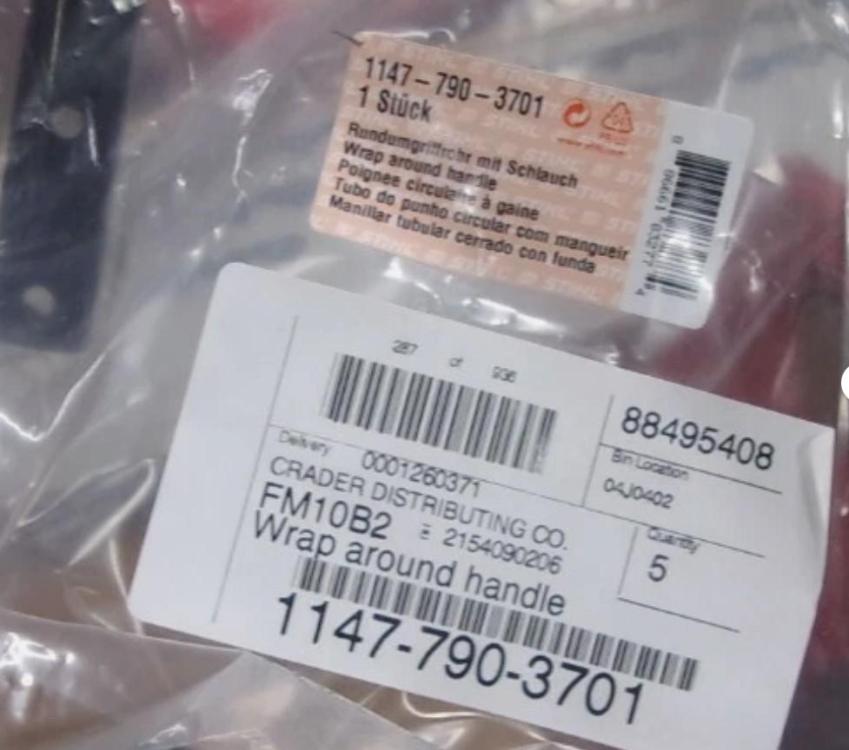 1147-790-3701
1 Stück
Rundumgriffrohr mit Schlauch
Wrap around handle
Poignee circulaire à gaine
Tubo do punho circular com mangueir
Manillar tubular cerrado con funda
287 of 936
88495408
Bin Location
04J0402
Delivery 0001260371
CRADER DISTRIBUTING CO.
FM10B2 2154090206
Quantity
5
Wrap around handle
1147-790-3701